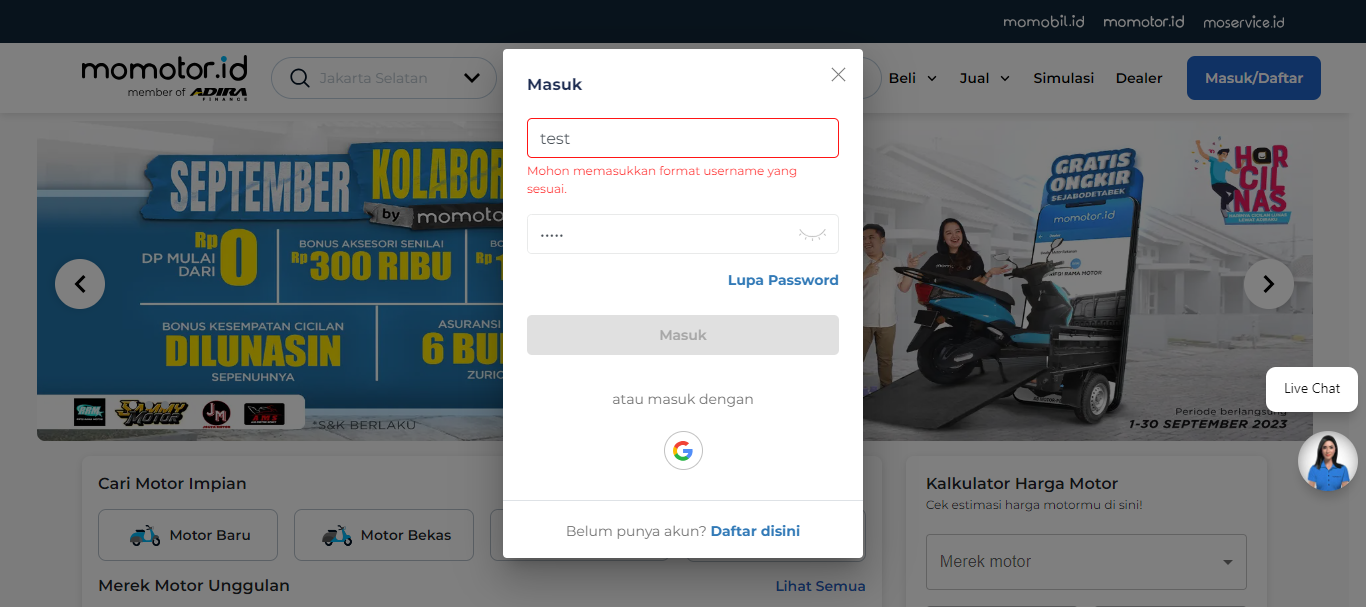 momobil.id momotor.id moservice.id
momotor.id
member of ADIRA
FINANCE
Jakarta Selatan
Beli Jual Simulasi Dealer Masuk/Daftar
Masuk
test
Mohon memasukkan format username yang
sesuai.
•••••
Lupa Password
Masuk
atau masuk dengan
Belum punya akun? Daftar disini
SEPTEMBER KOLABOR
by momoto
DP MULAI DARI Rp 0
BONUS AKSESORI SENILAI
Rp 300 RIBU
BONUS KESEMPATAN CICILAN
DILUNASIN
SEPENUHNYA
ASURANSI
6 BU
ZURIC
BBM
SAMMY MOTOR
JM
*S&K BERLAKU
GRATIS
ONGKIR
SEJABODETABEK
momotor.id
HOR
CIL
NAS
Periode berlangsung
1-30 SEPTEMBER 2023
Live Chat
Cari Motor Impian
Motor Baru
Motor Bekas
Merek Motor Unggulan
Lihat Semua
Kalkulator Harga Motor
Cek estimasi harga motormu di sini!
Merek motor